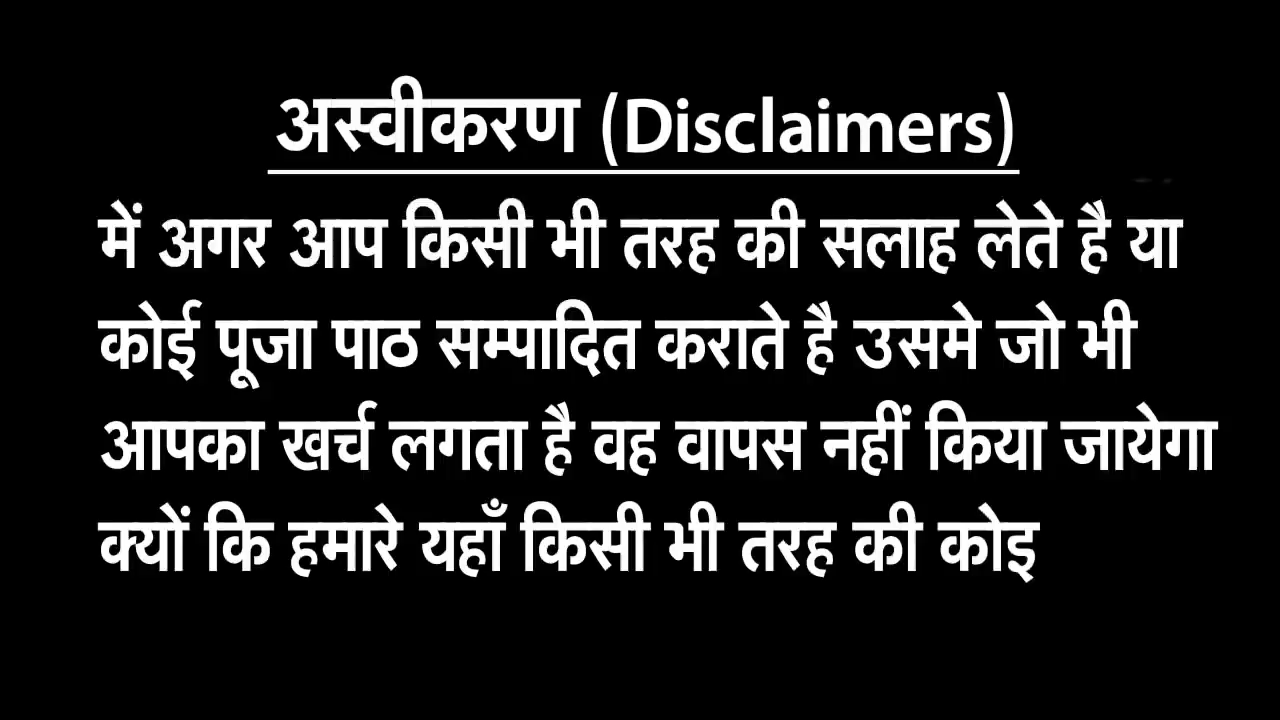 अस्वीकरण (Disclaimers)
में अगर आप किसी भी तरह की सलाह लेते है या
कोई पूजा पाठ सम्पादित कराते है उसमे जो भी
आपका खर्च लगता है वह वापस नहीं किया जायेगा
क्यों कि हमारे यहाँ किसी भी तरह की कोइ